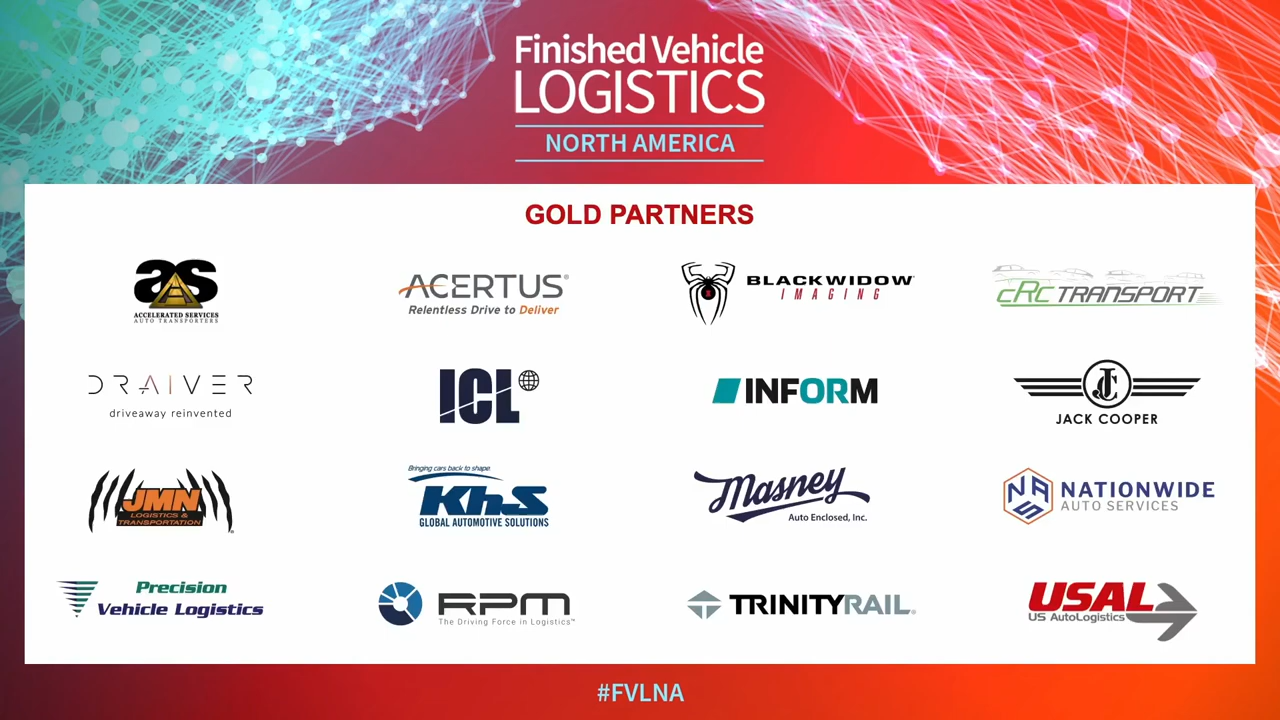 Finished Vehicle
LOGISTICS
NORTH AMERICA
GOLD PARTNERS
as
ACCELERATED SERVICES
AUTO TRANSPORTERS
ACERTUS®
Relentless Drive to Deliver
BLACKWIDOW
IMAGING
CRC TRANSPORT
DRAIVER
driveaway reinvented
ICL
INFORM
JC
JACK COOPER
JMN
LOGISTICS &
TRANSPORTATION
Bringing cars back to shape
KhS
GLOBAL AUTOMOTIVE SOLUTIONS
Masney
Auto Enclosed, Inc.
NAS
NATIONWIDE
AUTO SERVICES
Precision
Vehicle Logistics
RPM
The Driving Force in Logistics™
TRINITYRAIL®
USAL
US AutoLogistics
#FVLNA